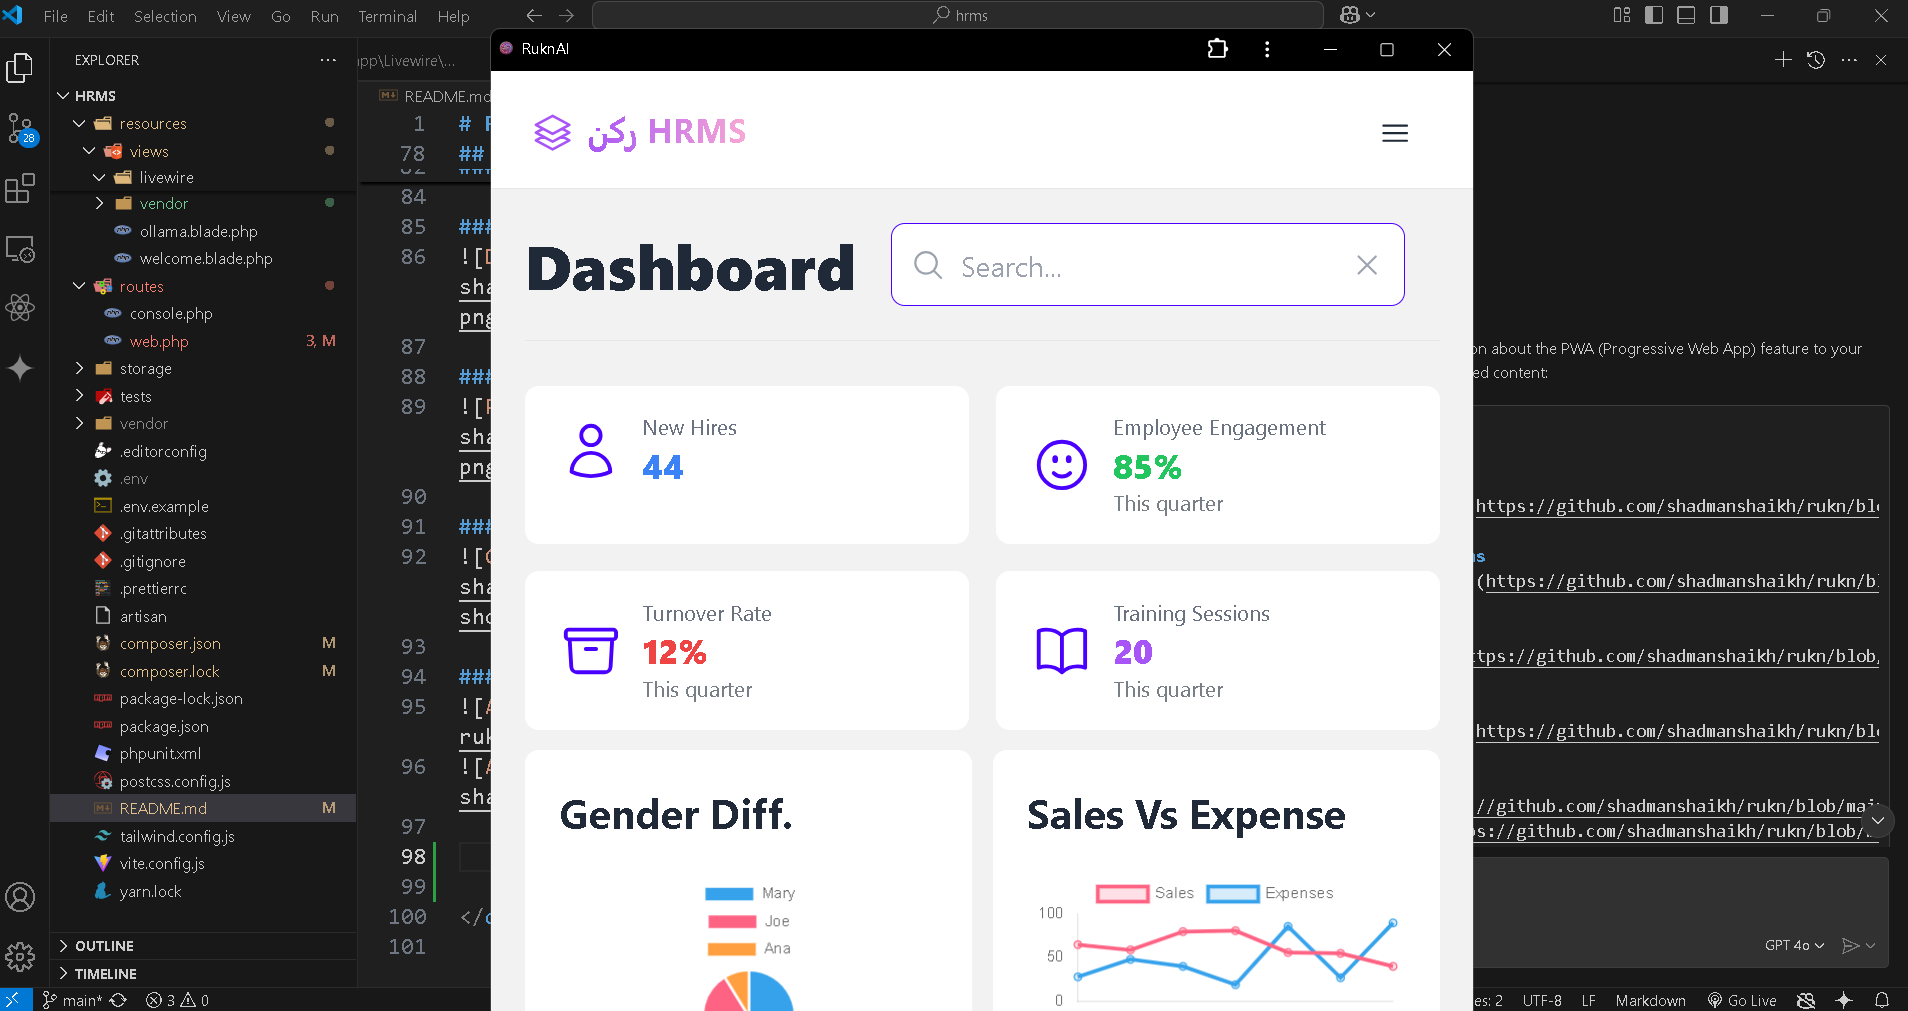 File Edit Selection View Go Run Terminal Help
hrms
EXPLORER
HRMS
resources
views
livewire
vendor
ollama.blade.php
welcome.blade.php
routes
console.php
web.php 3, M
storage
tests
vendor
.editorconfig
.env
.env.example
.gitattributes
.gitignore
.prettierrc
artisan
composer.json M
composer.lock M
package-lock.json
package.json
phpunit.xml
postcss.config.js
README.md M
tailwind.config.js
vite.config.js
yarn.lock
OUTLINE
TIMELINE
28
main* 3 0
app\Livewire\...
README.md
1 #
78 ##
82 ###
84
85 ###
86 ![
sha
png
87
88 ###
89 ![
sha
png
90
91 ###
92 ![
sha
sho
93
94 ###
95 ![
ruk
96 ![
sha
97
98
99
100 </
101
RuknAI
ركن HRMS
Dashboard
Search...
New Hires
44
Employee Engagement
85%
This quarter
Turnover Rate
12%
This quarter
Training Sessions
20
This quarter
Gender Diff.
Mary
Joe
Ana
Sales Vs Expense
Sales Expenses
100
50
0
on about the PWA (Progressive Web App) feature to your
ed content:
https://github.com/shadmanshaikh/rukn/bl
ns
(https://github.com/shadmanshaikh/rukn/b
ttps://github.com/shadmanshaikh/rukn/blob/
https://github.com/shadmanshaikh/rukn/bl
//github.com/shadmanshaikh/rukn/blob/mai
ps://github.com/shadmanshaikh/rukn/blob/
GPT 4o
es: 2 UTF-8 LF Markdown Go Live